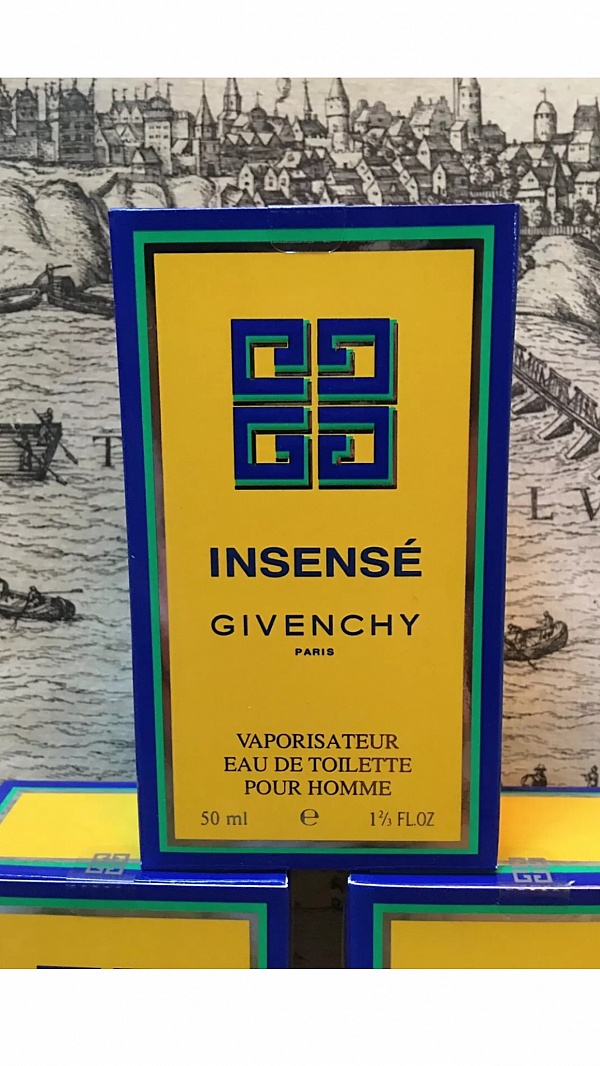 INSENSÉ
GIVENCHY
PARIS
VAPORISATEUR
EAU DE TOILETTE
POUR HOMME
50 ml e 1⅔ FL.OZ